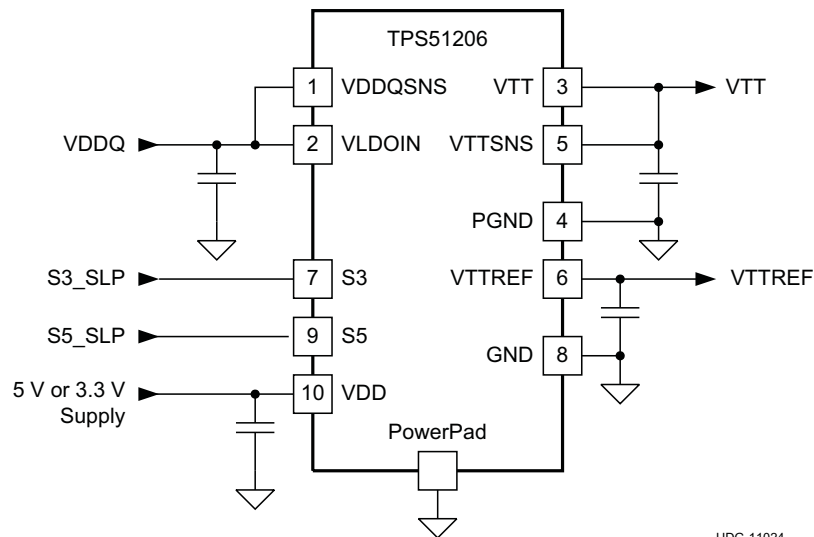 TPS51206
1 VDDQSNS VTT 3 VTT
VDDQ 2 VLDOIN VTTSNS 5
PGND 4
S3_SLP 7 S3 VTTREF 6 VTTREF
S5_SLP 9 S5
GND 8
5 V or 3.3 V
Supply
10 VDD
PowerPad